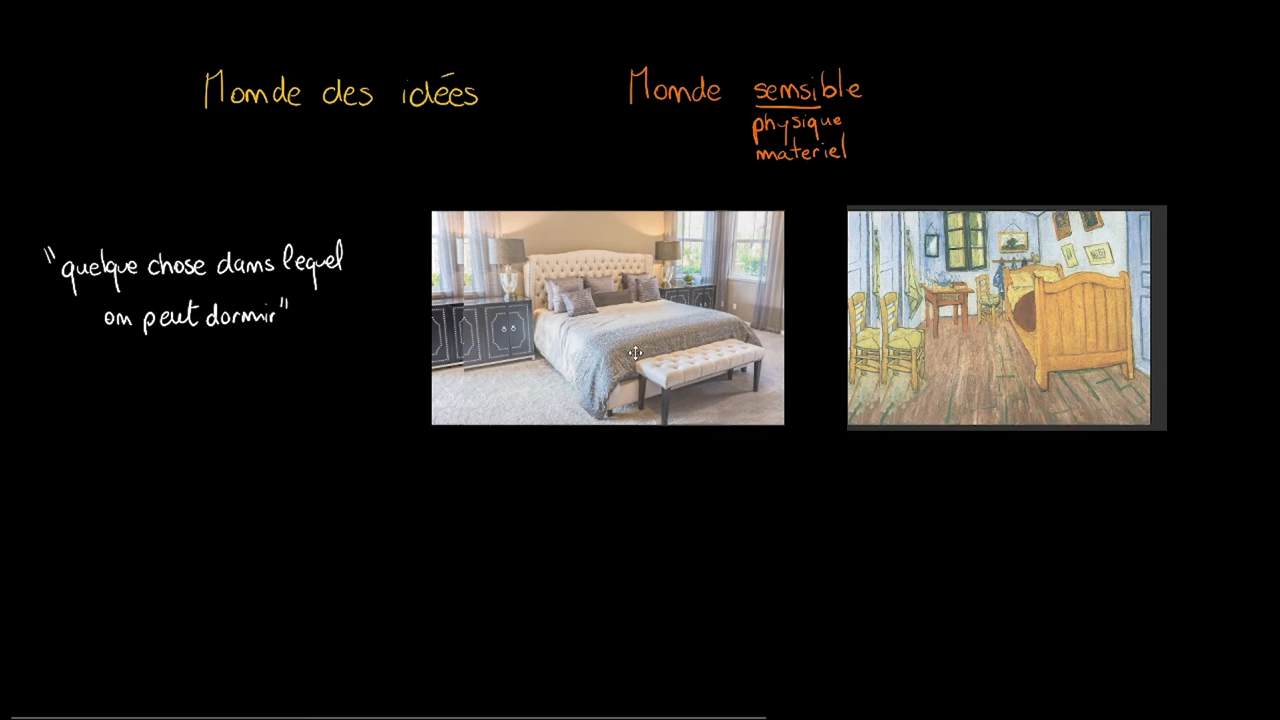 Monde des idées
Monde sensible
physique
materiel
"quelque chose dans lequel
on peut dormir"